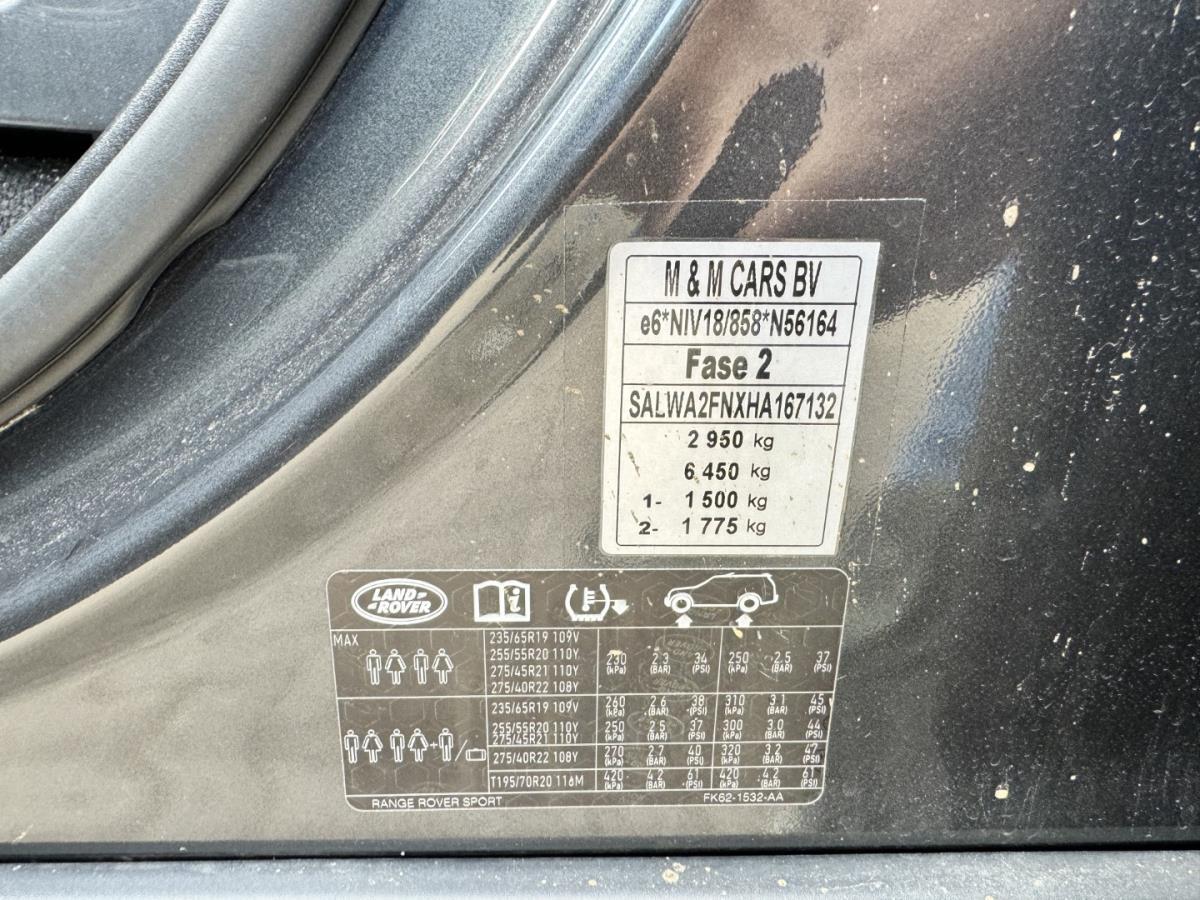 M & M CARS BV
e6*NIV18/858*N56164
Fase 2
SALWA2FNXHA167132
2 950 kg
6 450 kg
1- 1 500 kg
2- 1 775 kg
LAND-
-ROVER
MAX
235/65R19 109V
255/55R20 110Y
275/45R21 110Y
275/40R22 108Y
230 (kPa) 2.3 (BAR) 34 (PSI) 250 (kPa) 2.5 (BAR) 37 (PSI)
235/65R19 109V 260 (kPa) 2.6 (BAR) 38 (PSI) 310 (kPa) 3.1 (BAR) 45 (PSI)
255/55R20 110Y
275/45R21 110Y
250 (kPa) 2.5 (BAR) 37 (PSI) 300 (kPa) 3.0 (BAR) 44 (PSI)
275/40R22 108Y 270 (kPa) 2.7 (BAR) 40 (PSI) 320 (kPa) 3.2 (BAR) 47 (PSI)
T195/70R20 116M 420 (kPa) 4.2 (BAR) 61 (PSI) 420 (kPa) 4.2 (BAR) 61 (PSI)
RANGE ROVER SPORT FK62-1532-AA